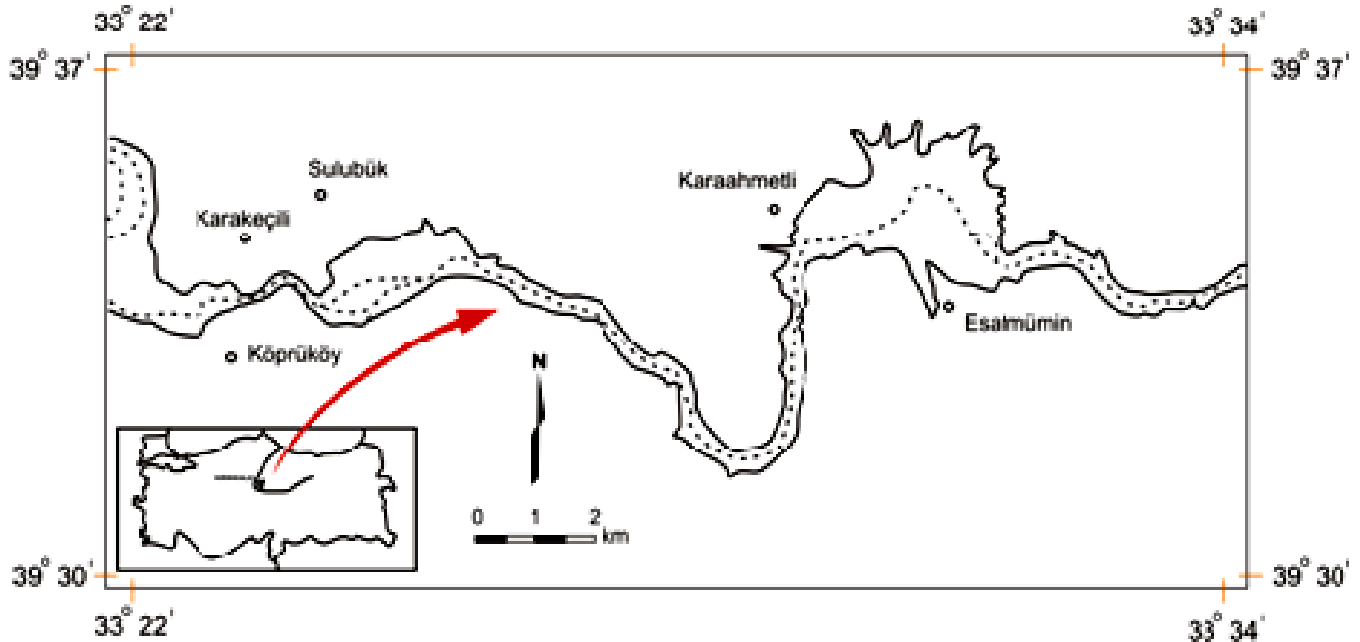 33° 22'
33° 34'
39° 37'
39° 37'
Sulubük
Karaahmetli
Karakeçili
Esatmümin
Köprüköy
N
0 1 2
km
39° 30'
39° 30'
33° 22'
33° 34'